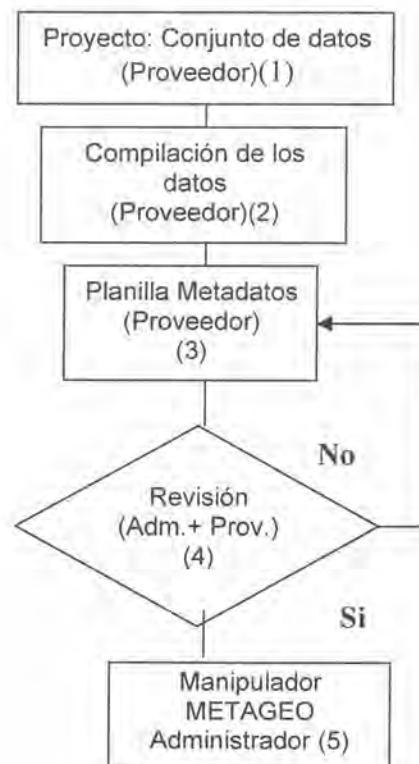 Proyecto: Conjunto de datos
(Proveedor)(1)
Compilación de los
datos
(Proveedor)(2)
Planilla Metadatos
(Proveedor)
(3)
No
Revisión
(Adm.+ Prov.)
(4)
Si
Manipulador
METAGEO
Administrador (5)